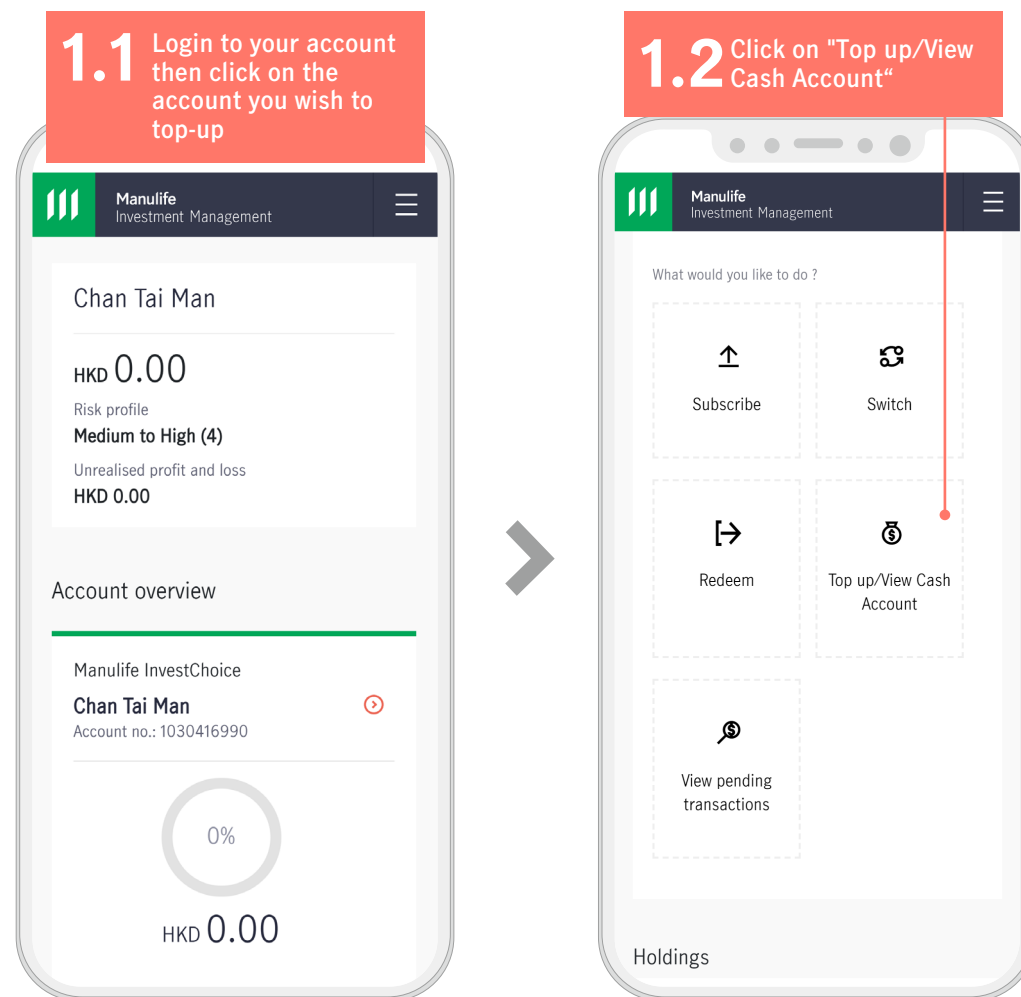 1.1 Login to your account
then click on the
account you wish to
top-up
Manulife
Investment Management
Chan Tai Man
HKD 0.00
Risk profile
Medium to High (4)
Unrealised profit and loss
HKD 0.00
Account overview
Manulife InvestChoice
Chan Tai Man
Account no.: 1030416990
0%
HKD 0.00
1.2 Click on "Top up/View
Cash Account“
Manulife
Investment Management
What would you like to do ?
Subscribe
Switch
Redeem
Top up/View Cash
Account
View pending
transactions
Holdings